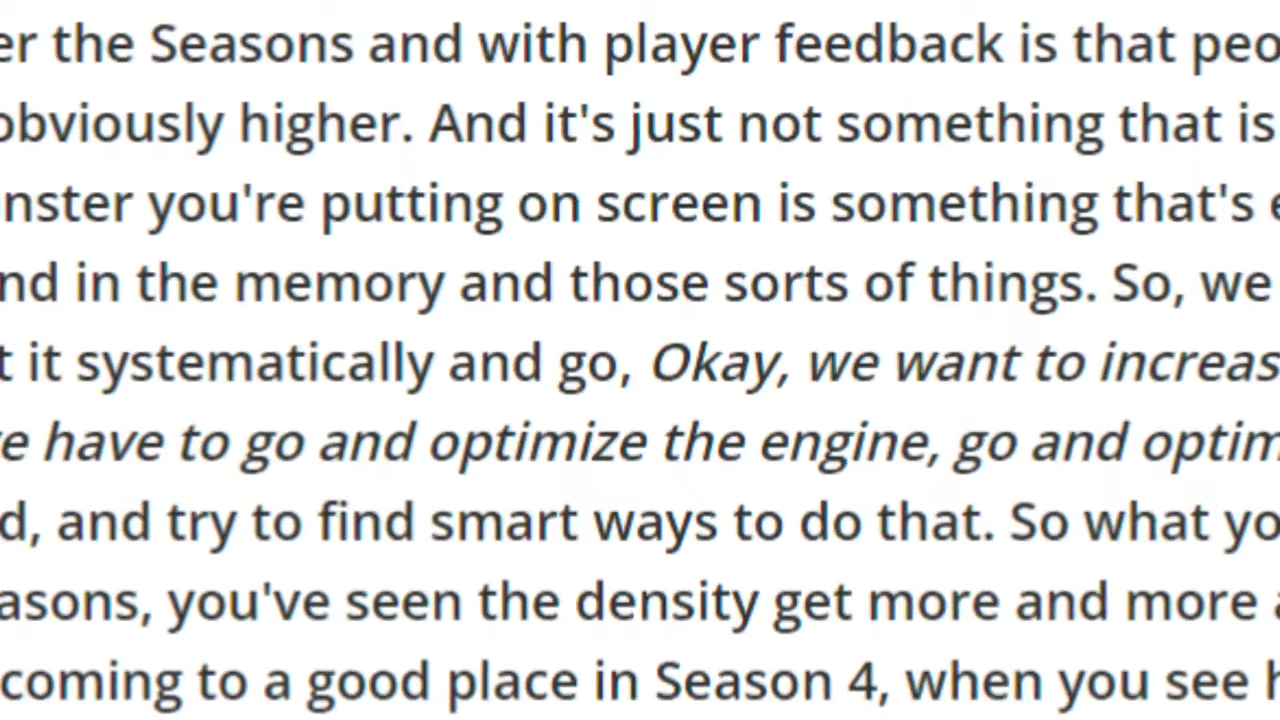 er the Seasons and with player feedback is that peo
obviously higher. And it's just not something that is
nster you're putting on screen is something that's e
nd in the memory and those sorts of things. So, we
t it systematically and go, Okay, we want to increas
e have to go and optimize the engine, go and optim
d, and try to find smart ways to do that. So what yo
asons, you've seen the density get more and more a
coming to a good place in Season 4, when you see h